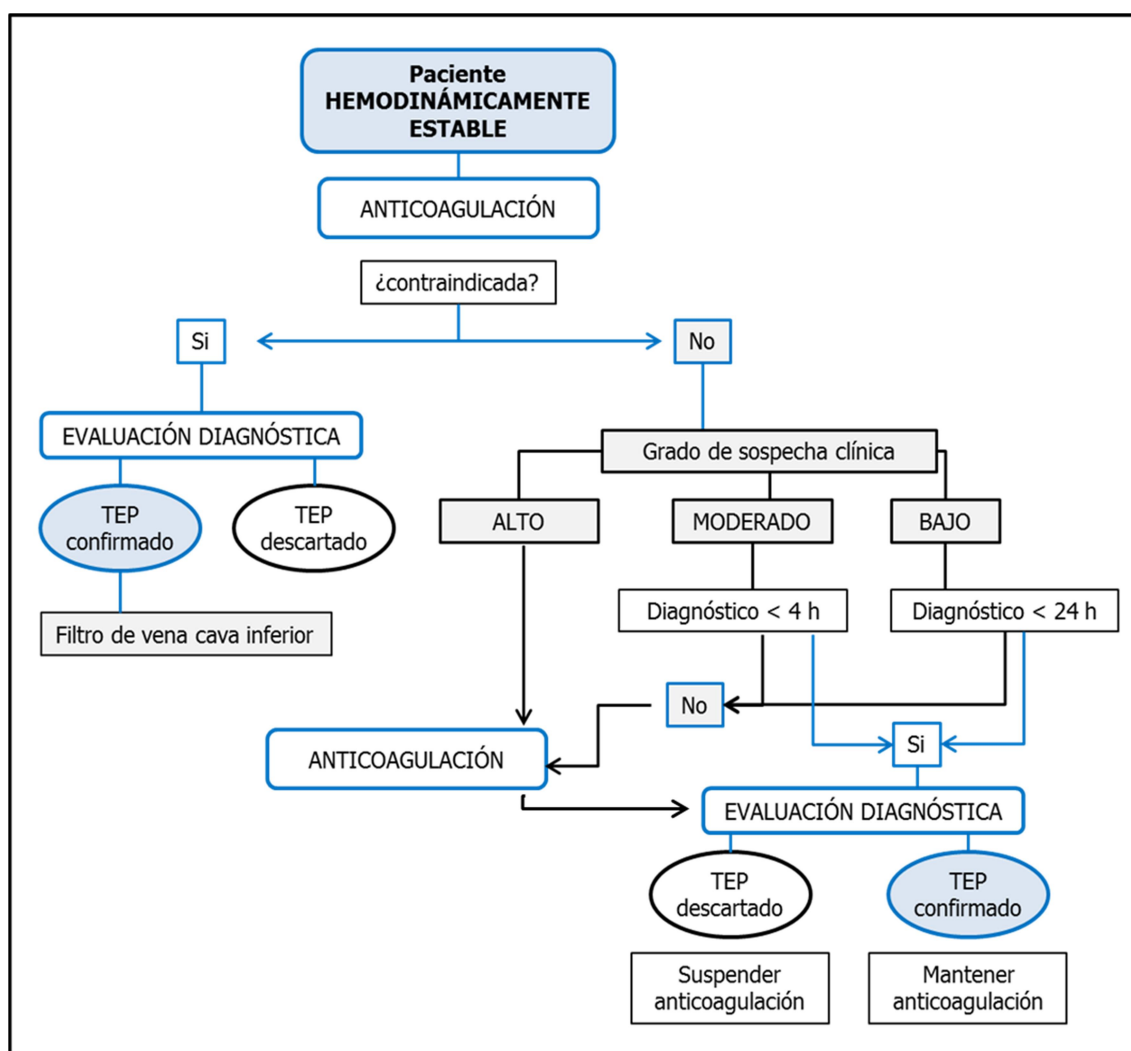 Paciente
HEMODINÁMICAMENTE
ESTABLE
ANTICOAGULACIÓN
¿contraindicada?
Si
No
EVALUACIÓN DIAGNÓSTICA
TEP
confirmado
TEP
descartado
Filtro de vena cava inferior
Grado de sospecha clínica
ALTO
MODERADO
BAJO
Diagnóstico < 4 h
Diagnóstico < 24 h
No
Si
ANTICOAGULACIÓN
EVALUACIÓN DIAGNÓSTICA
TEP
descartado
TEP
confirmado
Suspender
anticoagulación
Mantener
anticoagulación